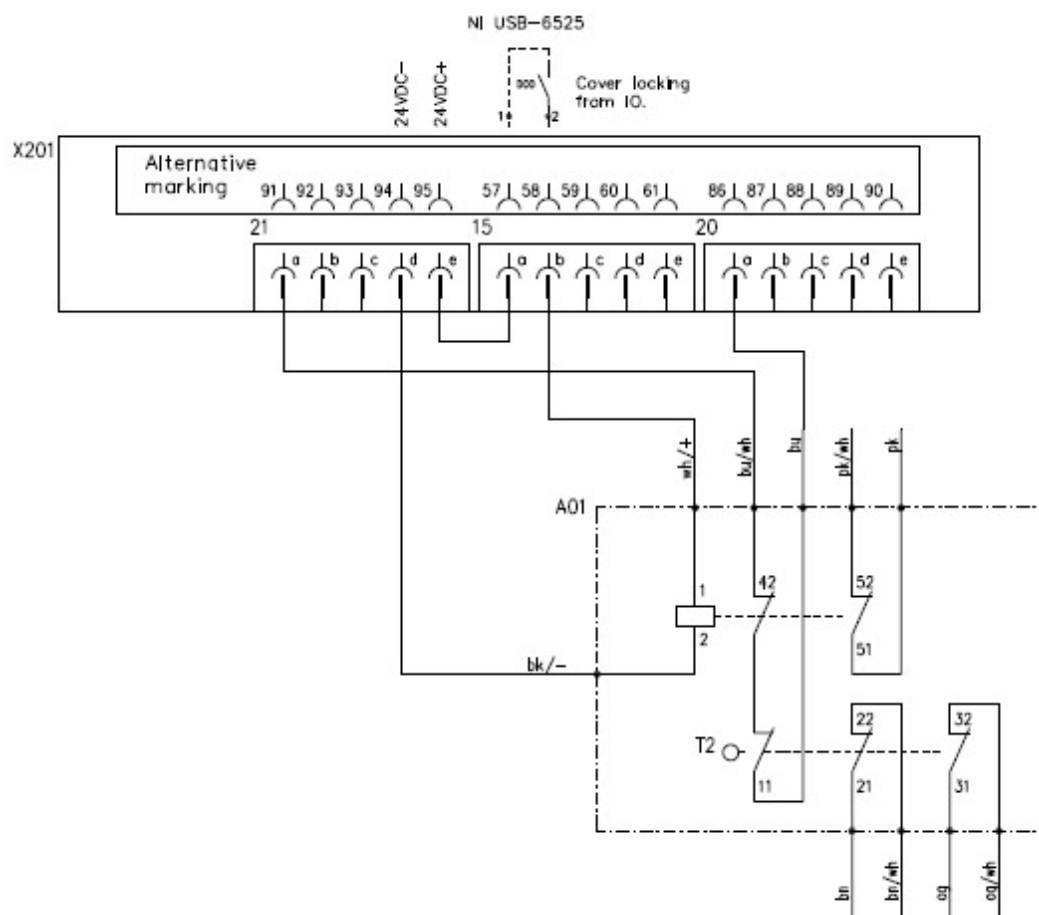 NI USB-6525
24VDC-
24VDC+
Cover locking
from IO.
1
2
X201
Alternative
marking
91 92 93 94 95 57 58 59 60 61 86 87 88 89 90
21 15 20
a b c d e a b c d e a b c d e
wh/+
bu/wh
bu
pk/wh
pk
A01
1 42 52
2 51
bk/-
22 32
T2
11 21 31
bn
bn/wh
og
og/wh